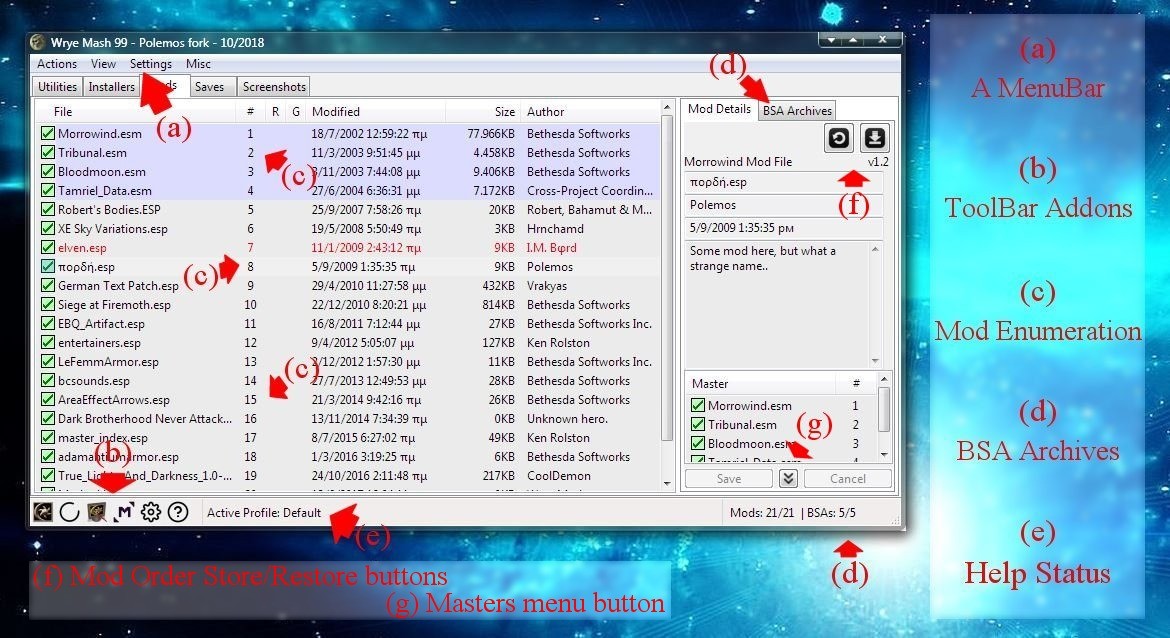 Wrye Mash 99 - Polemos fork - 10/2018
Actions View Settings Misc
Utilities Installers Saves Screenshots
(a)
File # R G Modified Size Author
Morrowind.esm 1 18/7/2002 12:59:22 πμ 77.966KB Bethesda Softworks
Tribunal.esm 2 11/3/2003 9:51:45 μμ 4.458KB Bethesda Softworks
Bloodmoon.esm 3 3/11/2003 7:44:08 μμ 9.406KB Bethesda Softworks
(c)
Tamriel_Data.esm 4 27/6/2004 6:36:31 μμ 7.172KB Cross-Project Coordin...
Robert's Bodies.ESP 5 25/9/2007 7:58:26 πμ 20KB Robert, Bahamut & M...
XE Sky Variations.esp 6 19/5/2008 5:50:49 πμ 3KB Hrnchamd
elven.esp 7 11/1/2009 2:43:12 πμ 9KB I.M. Bφrd
πορδή.esp 8 5/9/2009 1:35:35 πμ 9KB Polemos
(c)
German Text Patch.esp 9 29/4/2010 11:27:58 μμ 432KB Vrakyas
Siege at Firemoth.esp 10 22/12/2010 8:20:21 μμ 814KB Bethesda Softworks
EBQ_Artifact.esp 11 16/8/2011 7:12:44 μμ 27KB Bethesda Softworks Inc.
entertainers.esp 12 9/4/2012 5:05:07 μμ 127KB Ken Rolston
LeFemmArmor.esp 13 2/12/2012 1:57:30 μμ 11KB Bethesda Softworks Inc.
(c)
bcsounds.esp 14 27/7/2013 12:49:53 μμ 28KB Bethesda Softworks
AreaEffectArrows.esp 15 21/3/2014 9:42:16 πμ 26KB Bethesda Softworks
Dark Brotherhood Never Attack... 16 13/11/2014 7:34:39 πμ 0KB Unknown hero.
master_index.esp 17 8/7/2015 6:27:02 πμ 49KB Ken Rolston
(b)
adamantiumarmor.esp 18 1/3/2016 3:19:25 πμ 6KB Bethesda Softworks
True_Lights_And_Darkness_1.0-... 19 24/10/2016 2:11:48 πμ 217KB CoolDemon
Active Profile: Default
(e)
Mods: 21/21 | BSAs: 5/5
(d)
(d)
Mod Details BSA Archives
Morrowind Mod File v1.2
πορδή.esp
(f)
Polemos
5/9/2009 1:35:35 πμ
Some mod here, but what a
strange name..
Master #
Morrowind.esm 1
Tribunal.esm 2
(g)
Bloodmoon.esm 3
Tamriel_Data.esm 4
Save Cancel
(f) Mod Order Store/Restore buttons
(g) Masters menu button
(a)
A MenuBar
(b)
ToolBar Addons
(c)
Mod Enumeration
(d)
BSA Archives
(e)
Help Status